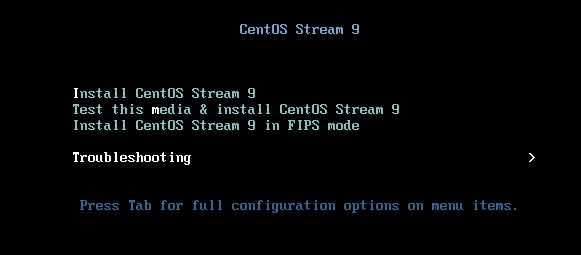 CentOS Stream 9
Install CentOS Stream 9
Test this media & install CentOS Stream 9
Install CentOS Stream 9 in FIPS mode
Troubleshooting >
Press Tab for full configuration options on menu items.